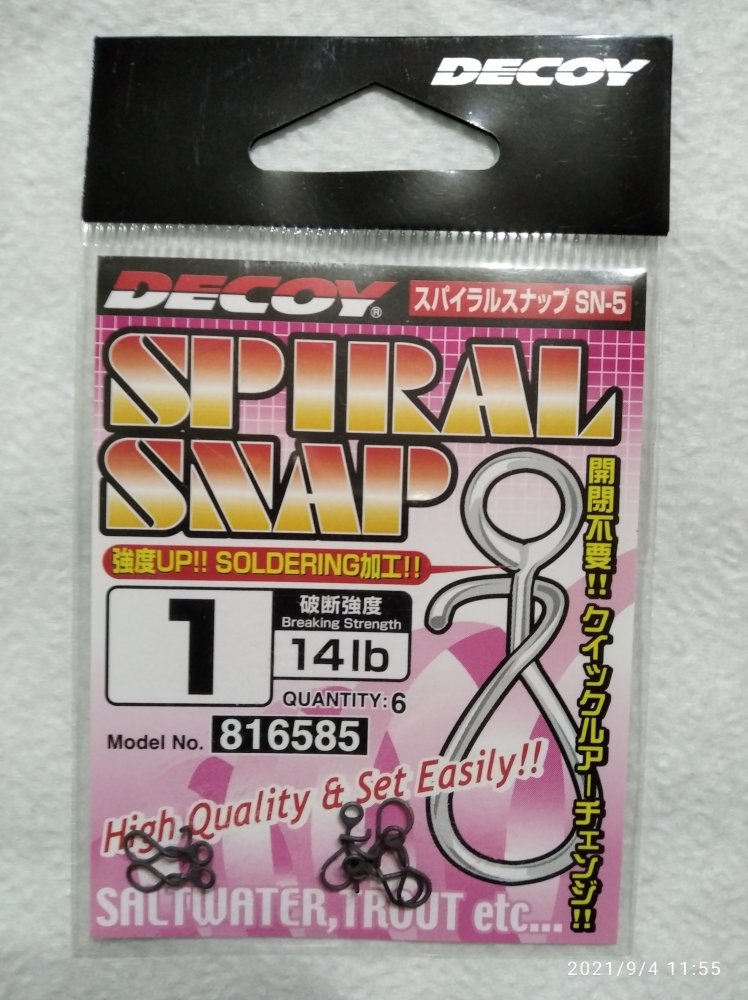 DECOY
DECOY®
スパイラルスナップ SN-5
SPIRAL
SNAP
強度UP!! SOLDERING加工!!
開閉不要!! クイックルアーチェンジ!!
1
破断強度
Breaking Strength
14lb
QUANTITY:6
Model No. 816585
High Quality & Set Easily!!
SALTWATER,TROUT etc...
2021/9/4 11:55